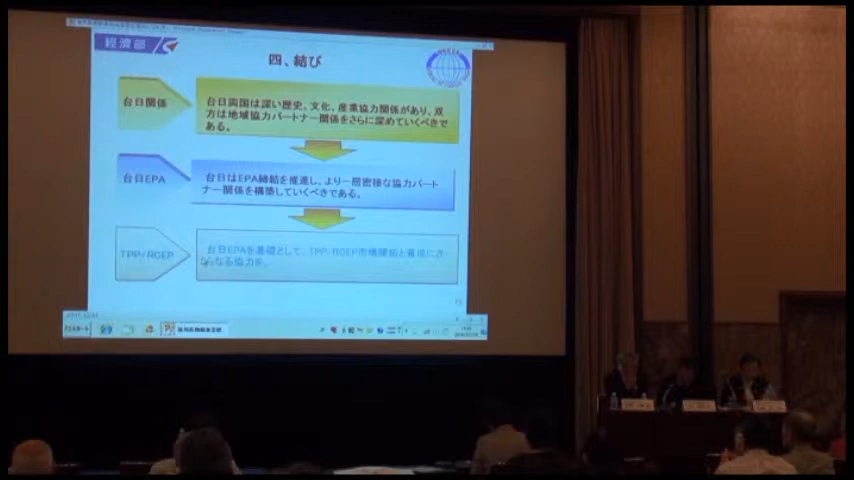 經濟部
四、結び
台日関係
台日両国は深い歴史、文化、産業協力関係があり、双
方は地域協力パートナー関係をさらに深めていくべきで
ある。
台日EPA
台日はEPA締結を推進し、より一層密接な協力パート
ナー関係を構築していくべきである。
TPP/RCEP
台日EPAを基礎として、TPP/RCEP市場開拓と
らなる協力を。